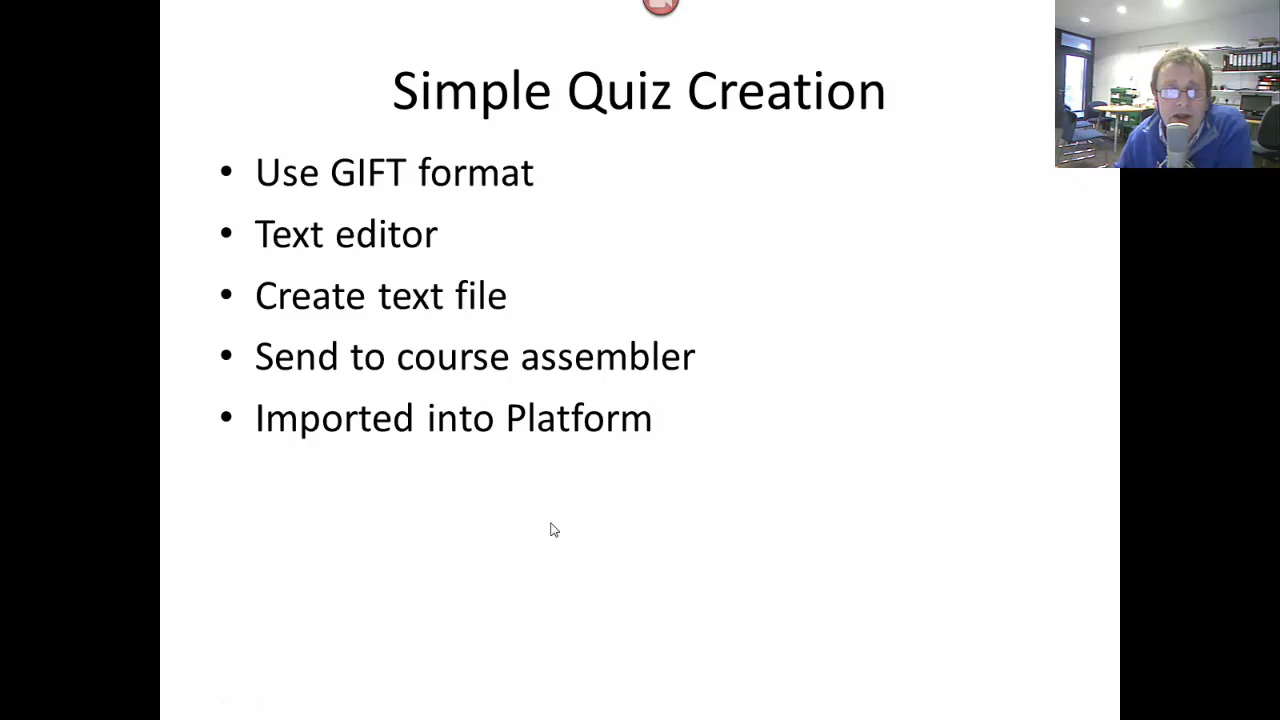 Simple Quiz Creation
• Use GIFT format
• Text editor
• Create text file
• Send to course assembler
• Imported into Platform